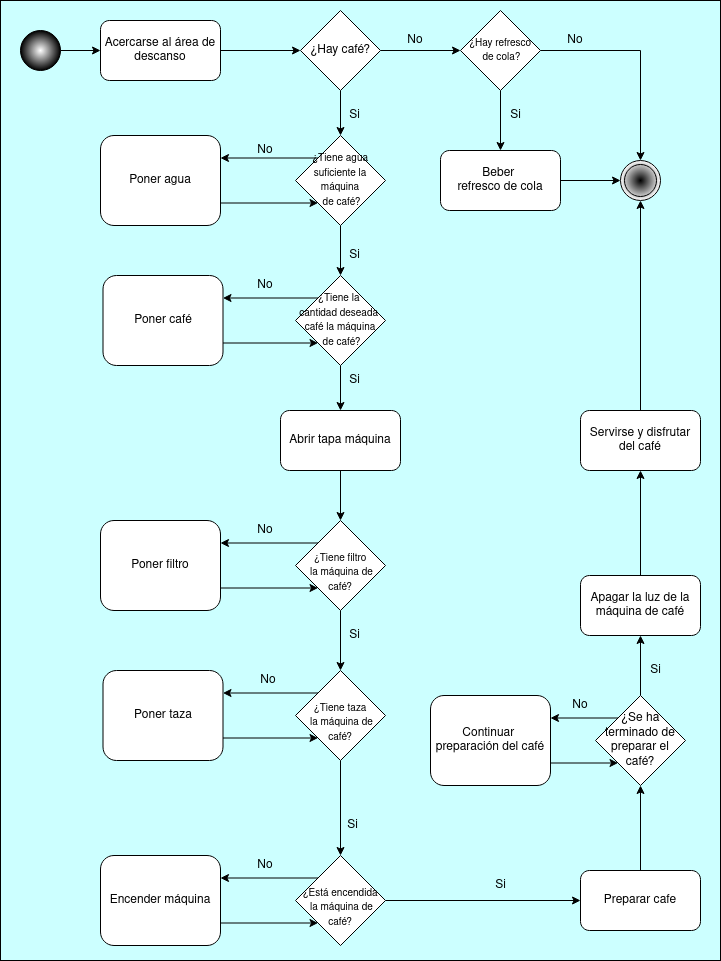 Acercarse al área de
descanso
¿Hay café?
No
¿Hay refresco
de cola?
No
Si
Si
Poner agua
No
¿Tiene agua
suficiente la
máquina
de café?
Beber
refresco de cola
Si
Poner café
No
¿Tiene la
cantidad deseada
café la máquina
de café?
Si
Abrir tapa máquina
Servirse y disfrutar
del café
Poner filtro
No
¿Tiene filtro
la máquina de
café?
Apagar la luz de la
máquina de café
Si
Si
Poner taza
No
¿Tiene taza
la máquina de
café?
Continuar
preparación del café
No
¿Se ha
terminado de
preparar el
café?
Si
Encender máquina
No
¿Está encendida
la máquina de
café?
Si
Preparar cafe